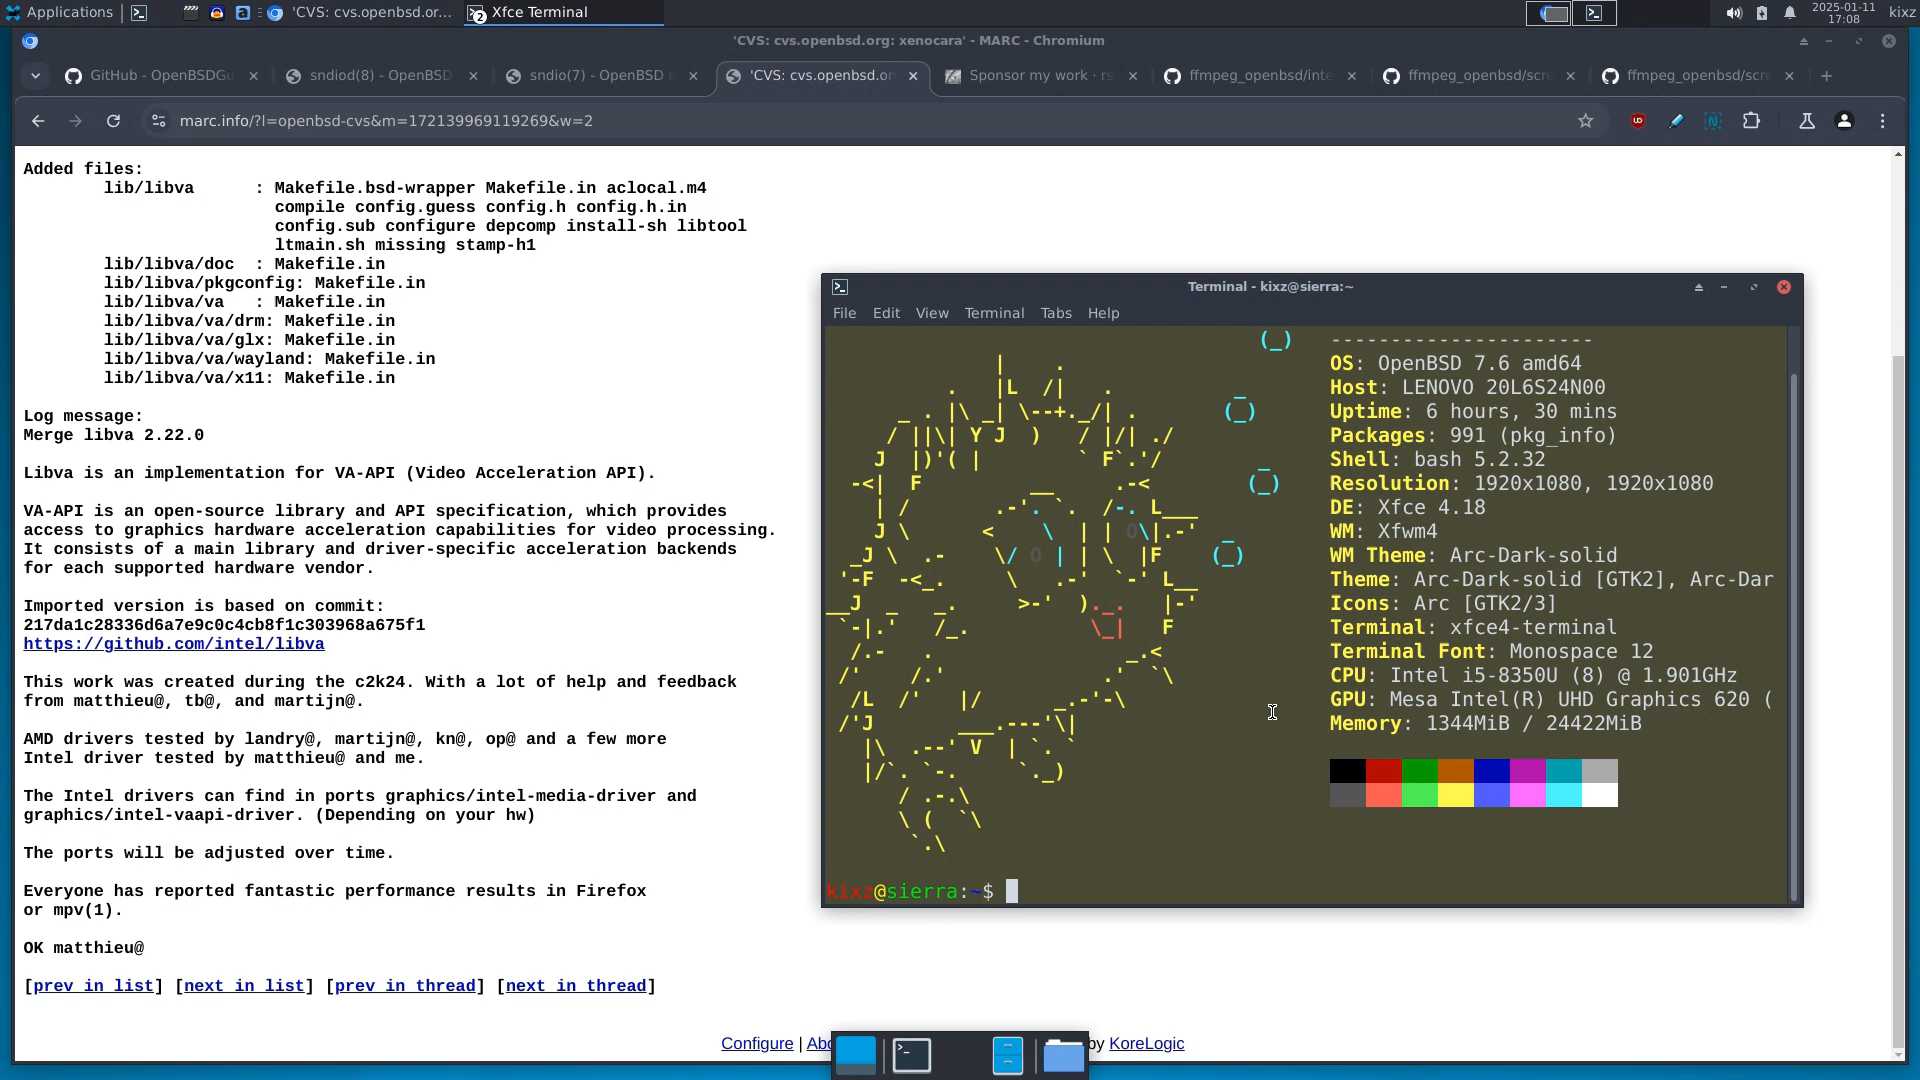 Applications
'CVS: cvs.openbsd.or...
2 Xfce Terminal
2025-01-11
17:08
kixz
'CVS: cvs.openbsd.org: xenocara' - MARC - Chromium
GitHub - OpenBSDGu
sndiod(8) - OpenBSD
sndio(7) - OpenBSD m
'CVS: cvs.openbsd.or
Sponsor my work · rs
ffmpeg_openbsd/inte
ffmpeg_openbsd/scre
ffmpeg_openbsd/scre
marc.info/?l=openbsd-cvs&m=172139969119269&w=2
Added files:
lib/libva : Makefile.bsd-wrapper Makefile.in aclocal.m4
compile config.guess config.h config.h.in
config.sub configure depcomp install-sh libtool
ltmain.sh missing stamp-h1
lib/libva/doc : Makefile.in
lib/libva/pkgconfig: Makefile.in
lib/libva/va : Makefile.in
lib/libva/va/drm: Makefile.in
lib/libva/va/glx: Makefile.in
lib/libva/va/wayland: Makefile.in
lib/libva/va/x11: Makefile.in
Log message:
Merge libva 2.22.0
Libva is an implementation for VA-API (Video Acceleration API).
VA-API is an open-source library and API specification, which provides
access to graphics hardware acceleration capabilities for video processing.
It consists of a main library and driver-specific acceleration backends
for each supported hardware vendor.
Imported version is based on commit:
217da1c28336d6a7e9c0c4cb8f1c303968a675f1
https://github.com/intel/libva
This work was created during the c2k24. With a lot of help and feedback
from matthieu@, tb@, and martijn@.
AMD drivers tested by landry@, martijn@, kn@, op@ and a few more
Intel driver tested by matthieu@ and me.
The Intel drivers can find in ports graphics/intel-media-driver and
graphics/intel-vaapi-driver. (Depending on your hw)
The ports will be adjusted over time.
Everyone has reported fantastic performance results in Firefox
or mpv(1).
OK matthieu@
[prev in list] [next in list] [prev in thread] [next in thread]
Configure | Abo
by KoreLogic
Terminal - kixz@sierra:~
File Edit View Terminal Tabs Help
---------------------
OS: OpenBSD 7.6 amd64
Host: LENOVO 20L6S24N00
Uptime: 6 hours, 30 mins
Packages: 991 (pkg_info)
Shell: bash 5.2.32
Resolution: 1920x1080, 1920x1080
DE: Xfce 4.18
WM: Xfwm4
WM Theme: Arc-Dark-solid
Theme: Arc-Dark-solid [GTK2], Arc-Dar
Icons: Arc [GTK2/3]
Terminal: xfce4-terminal
Terminal Font: Monospace 12
CPU: Intel i5-8350U (8) @ 1.901GHz
GPU: Mesa Intel(R) UHD Graphics 620 (
Memory: 1344MiB / 24422MiB
kixz@sierra:~$